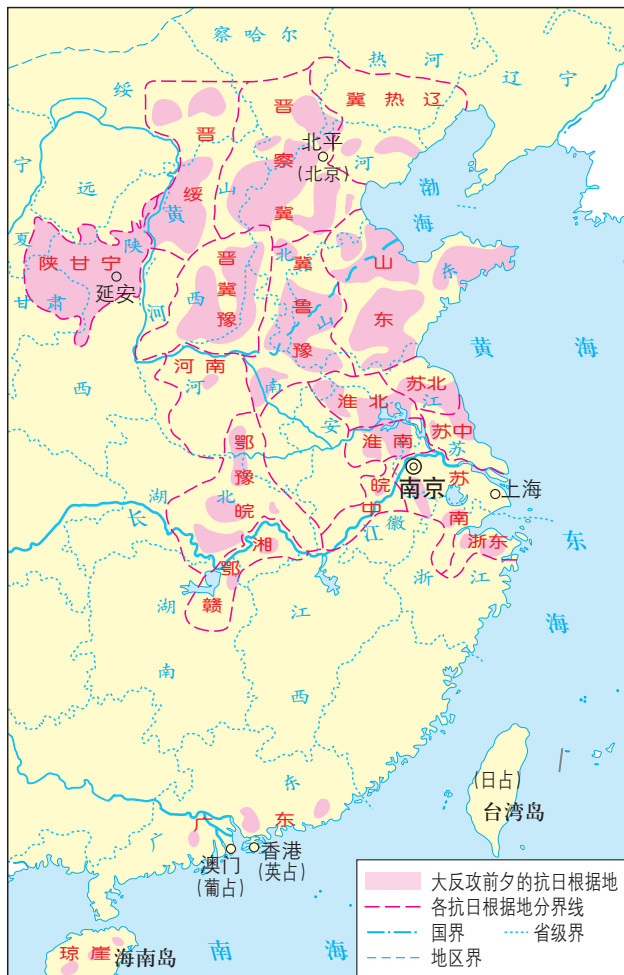 察哈尔
热河
辽宁
绥远
宁夏
甘肃
陕西
山西
河北
山东
河南
江苏
安徽
湖北
湖南
江西
浙江
广东
冀热辽
晋察冀
晋绥
北平
(北京)
渤海
陕甘宁
延安
黄河
晋冀豫
冀鲁豫
山东
黄海
河南
淮北
苏北
苏中
淮南
鄂豫皖
南京
皖中
苏南
上海
长江
湘鄂赣
浙东
东海
(日占)
台湾岛
广东
澳门
(葡占)
香港
(英占)
琼崖
海南岛
南海
大反攻前夕的抗日根据地
各抗日根据地分界线
国界
省级界
地区界